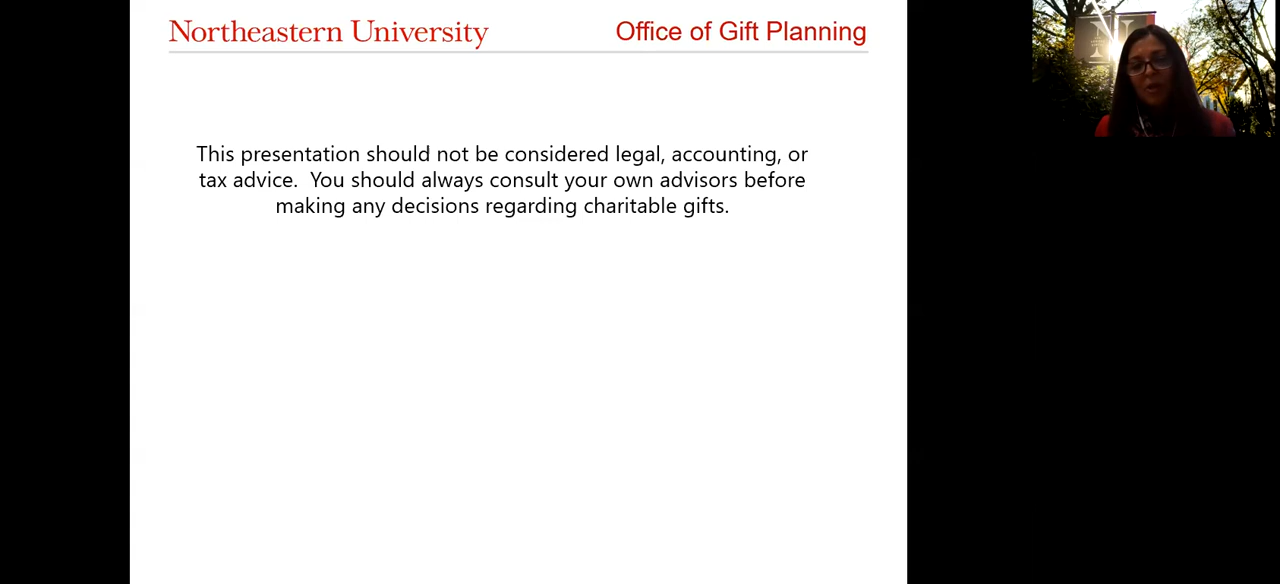 Northeastern University
Office of Gift Planning
This presentation should not be considered legal, accounting, or
tax advice.  You should always consult your own advisors before
making any decisions regarding charitable gifts.